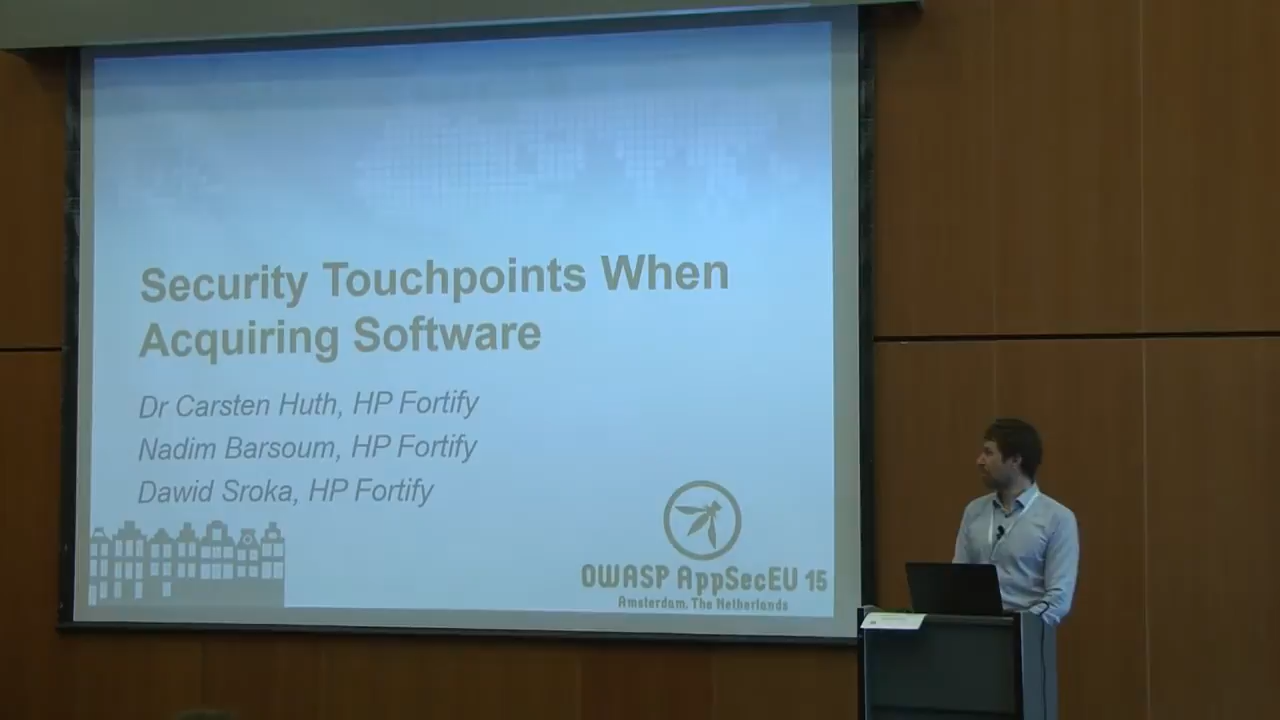 Security Touchpoints When
Acquiring Software
Dr Carsten Huth, HP Fortify
Nadim Barsoum, HP Fortify
Dawid Sroka, HP Fortify
OWASP AppSecEU 15
Amsterdam, The Netherlands